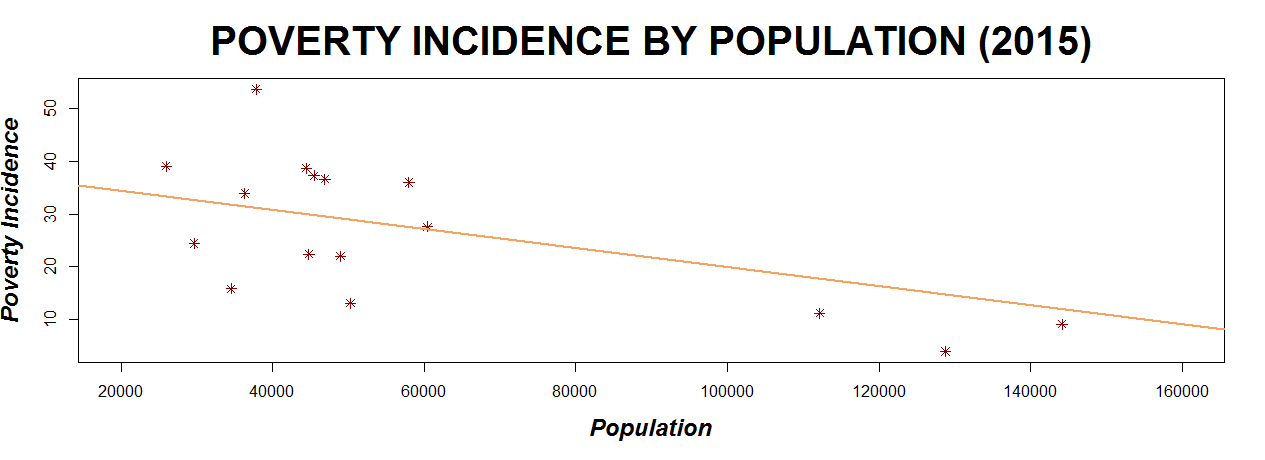 POVERTY INCIDENCE BY POPULATION (2015)
Poverty Incidence
50
40
30
20
10
20000 40000 60000 80000 100000 120000 140000 160000
Population